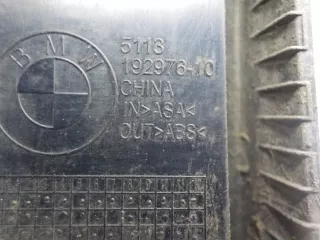 BMW
5118
192976-10
CHINA
IN>ASA<
OUT>ABS<